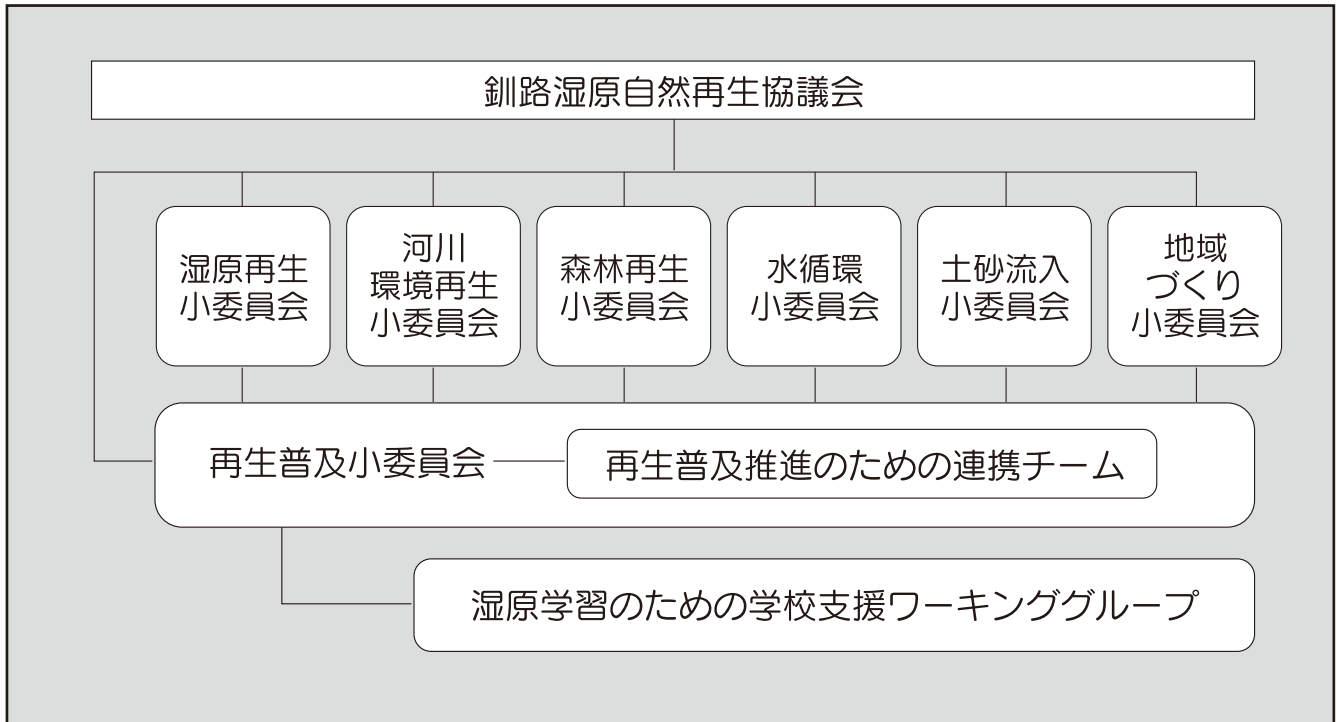 釧路湿原自然再生協議会
湿原再生
小委員会
河川
環境再生
小委員会
森林再生
小委員会
水循環
小委員会
土砂流入
小委員会
地域
づくり
小委員会
再生普及小委員会
再生普及推進のための連携チーム
湿原学習のための学校支援ワーキンググループ